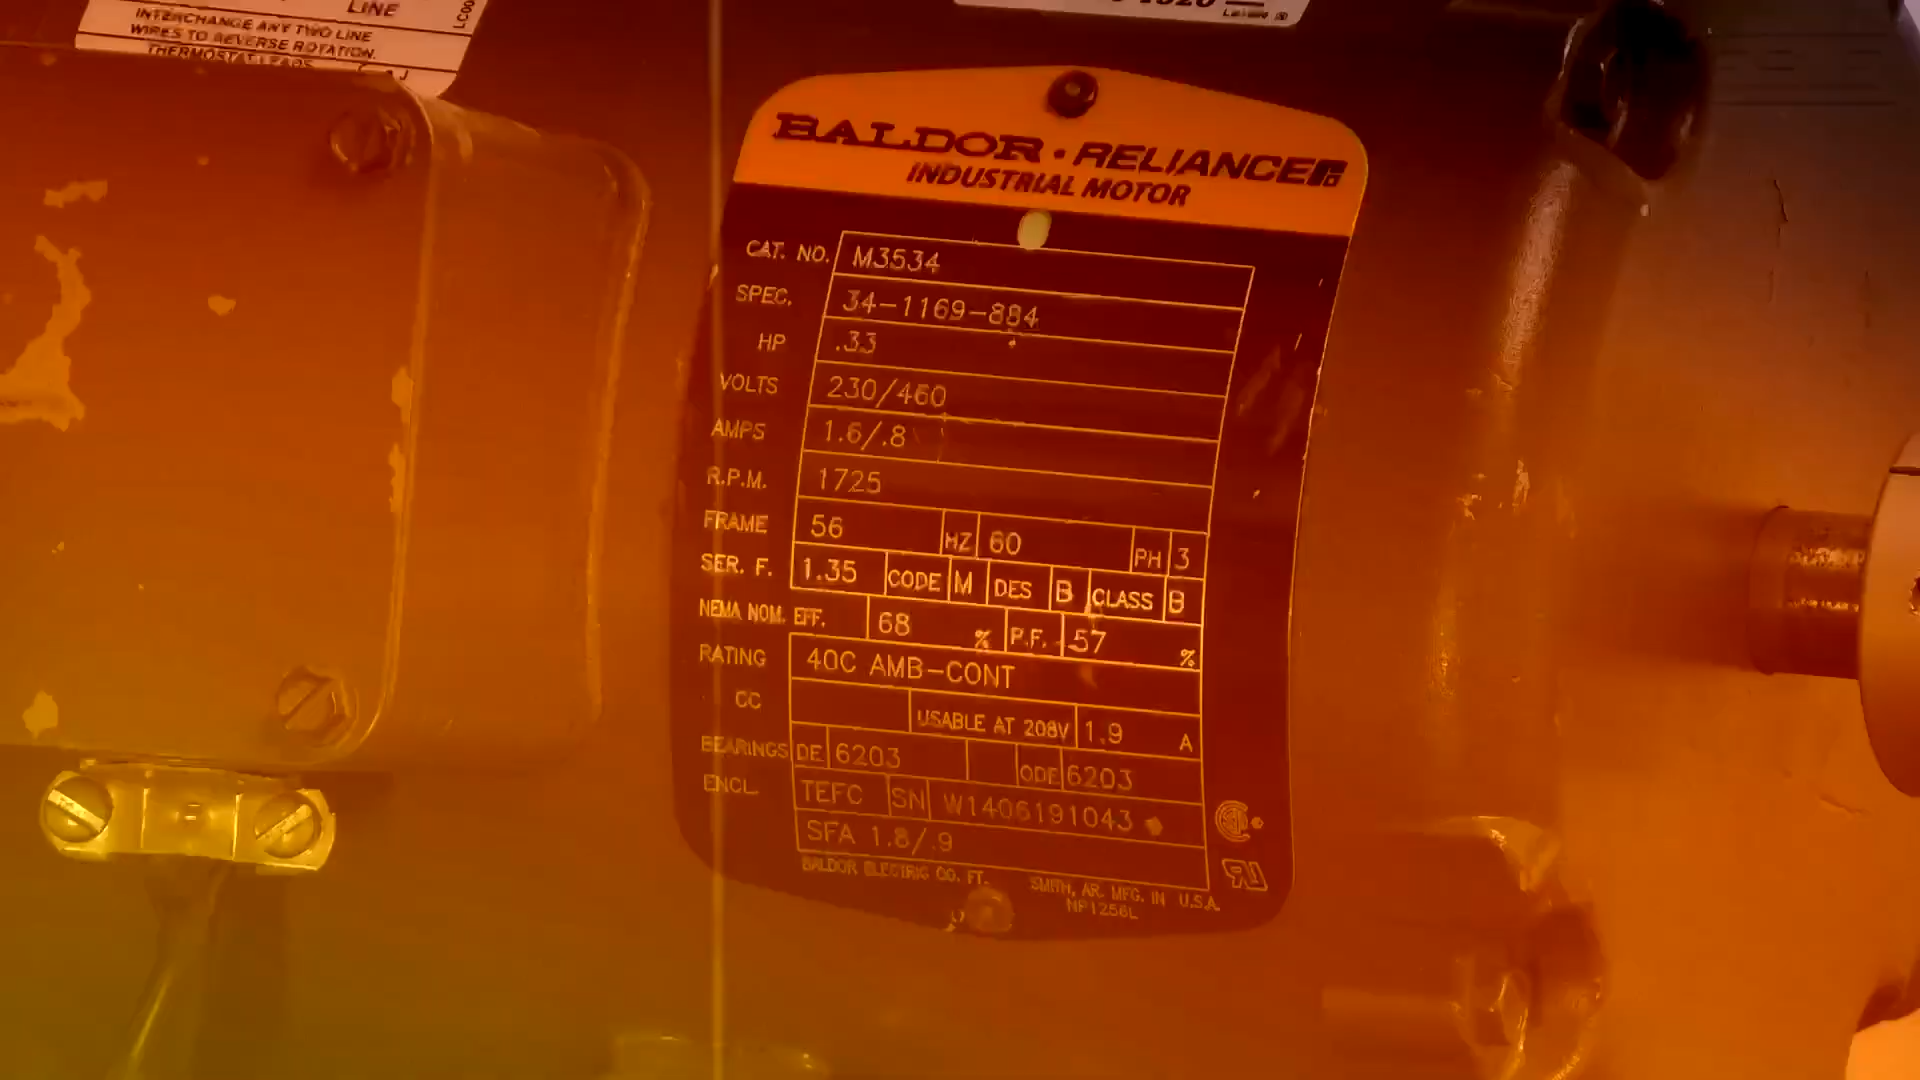 LINE
INTERCHANGE ANY TWO LINE
WIRES TO REVERSE ROTATION.
THERMOSTAT LEADS
BALDOR · RELIANCE
INDUSTRIAL MOTOR
CAT. NO. M3534
SPEC. 34-1169-884
HP .33
VOLTS 230/460
AMPS 1.6/.8
R.P.M. 1725
FRAME 56 HZ 60 PH 3
SER. F. 1.35 CODE M DES B CLASS B
NEMA NOM. EFF. 68 % P.F. 57 %
RATING 40C AMB-CONT
CC USABLE AT 208V 1.9 A
BEARINGS DE 6203 ODE 6203
ENCL. TEFC SN W1406191043
SFA 1.8/.9
BALDOR ELECTRIC CO. FT. SMITH, AR. MFG. IN U.S.A.
NP1256L